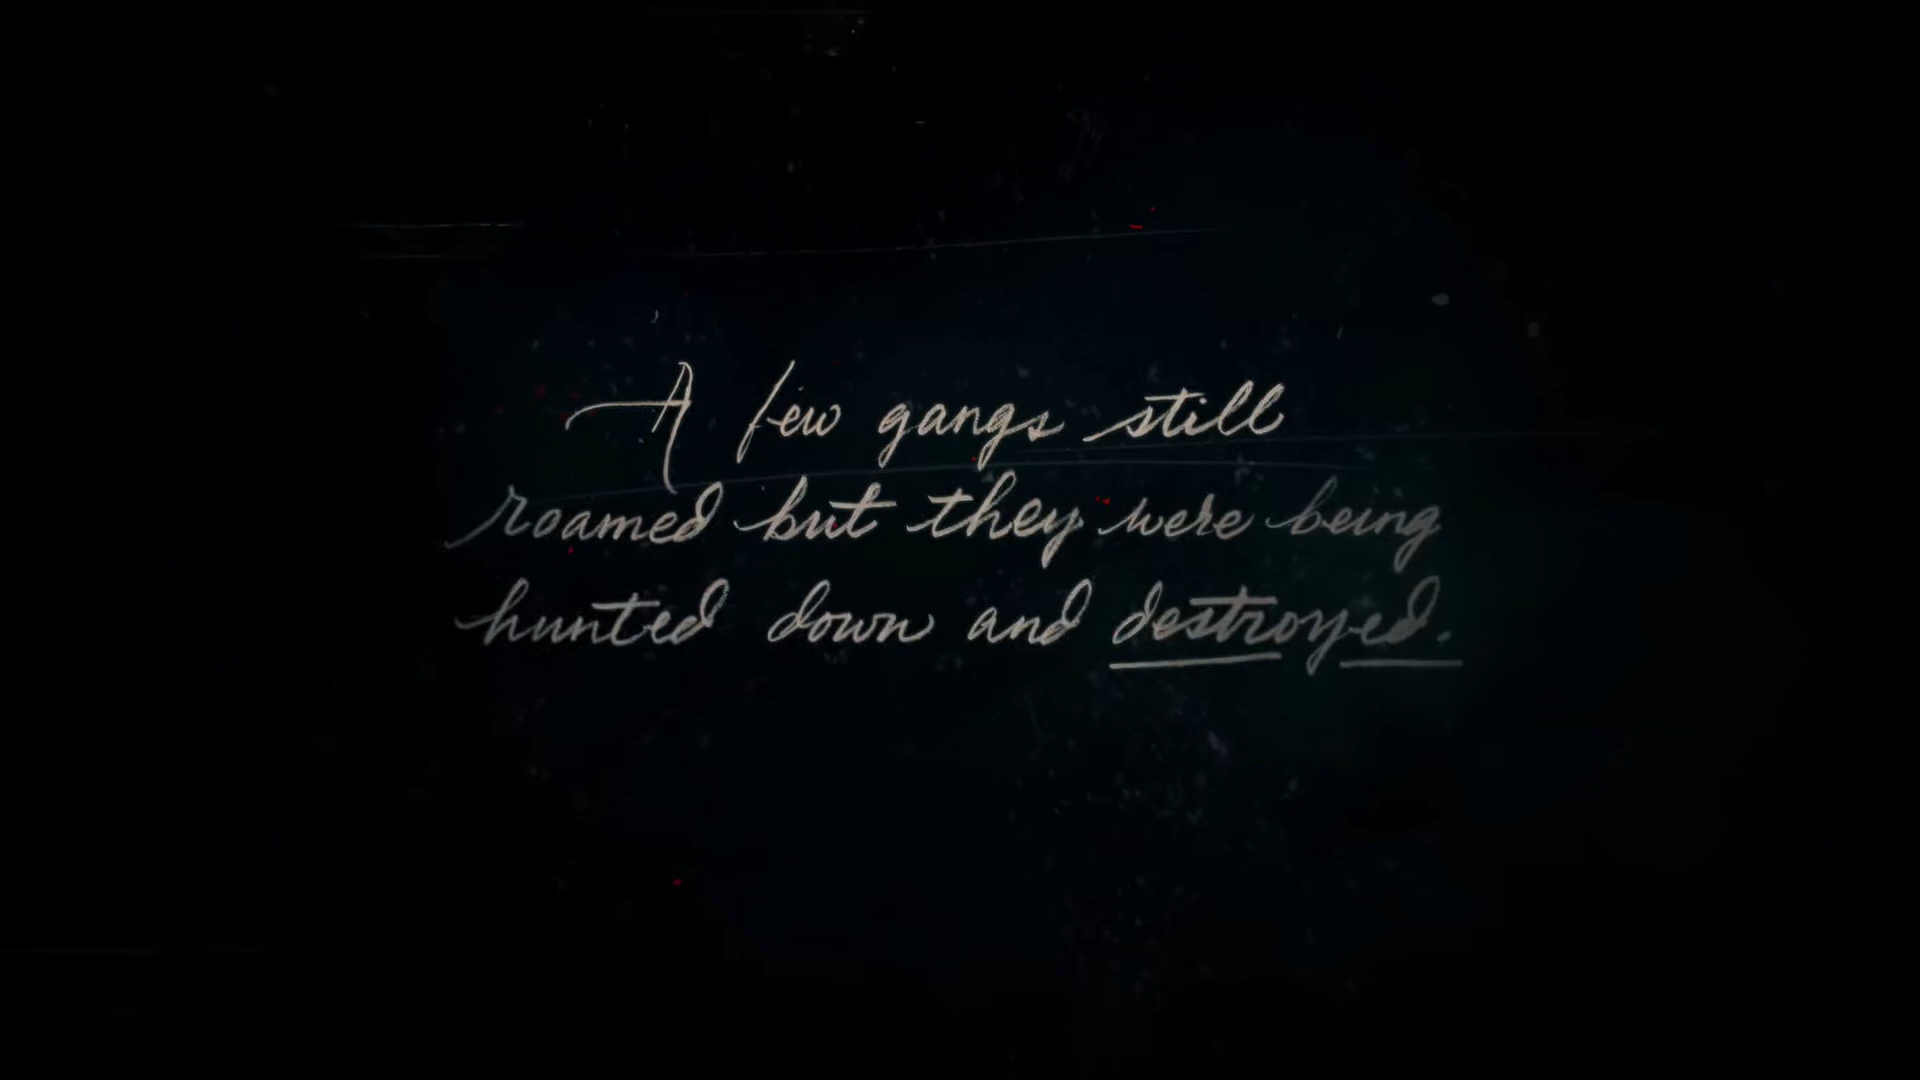 A few gangs still
roamed but they were being
hunted down and destroyed.